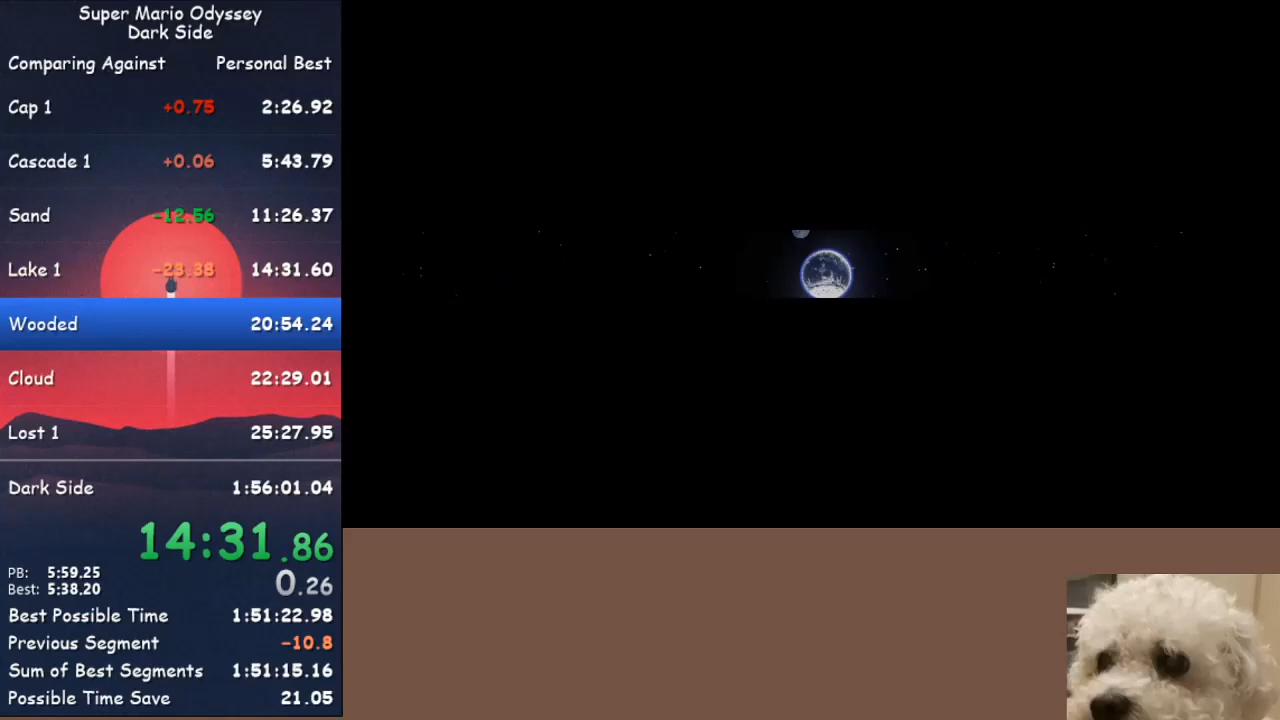 Super Mario Odyssey
Dark Side
Comparing Against Personal Best
Cap 1 +0.75 2:26.92
Cascade 1 +0.06 5:43.79
Sand -12.56 11:26.37
Lake 1 -23.38 14:31.60
Wooded 20:54.24
Cloud 22:29.01
Lost 1 25:27.95
Dark Side 1:56:01.04
14:31.86
PB: 5:59.25
Best: 5:38.20
0.26
Best Possible Time 1:51:22.98
Previous Segment -10.8
Sum of Best Segments 1:51:15.16
Possible Time Save 21.05